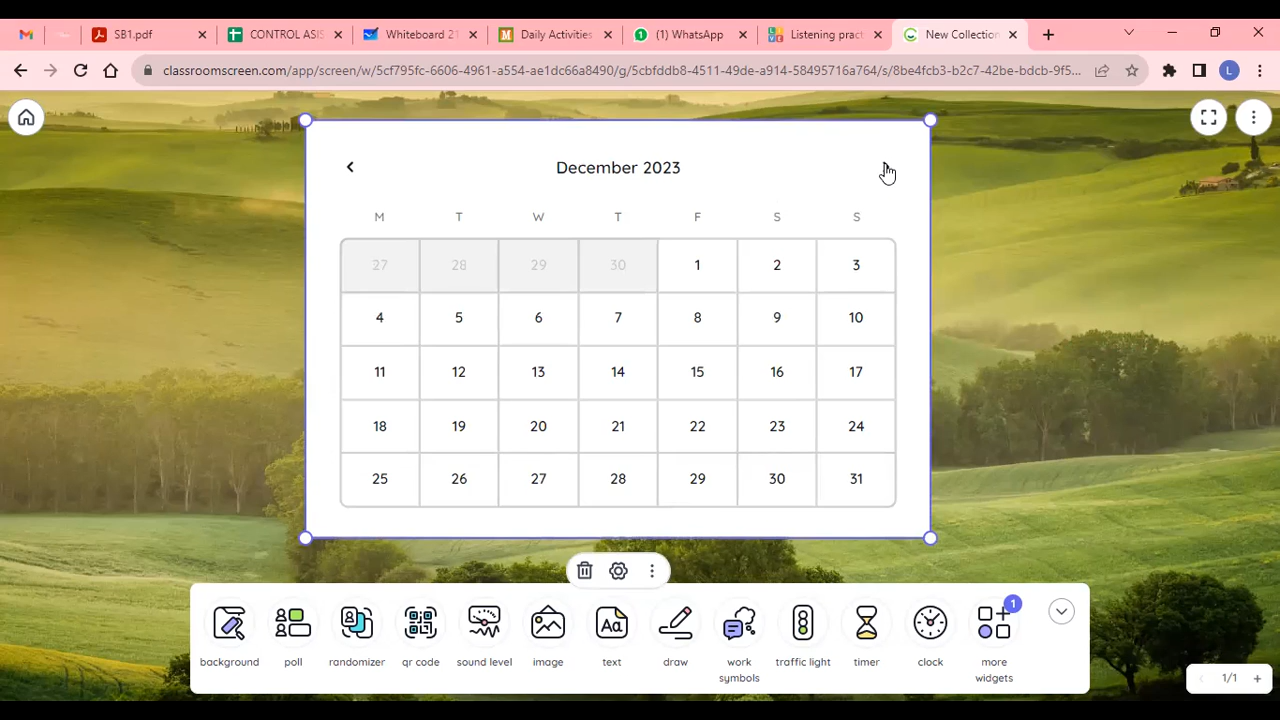 SB1.pdf
CONTROL ASIS
Whiteboard 21
Daily Activities
(1) WhatsApp
Listening pract
New Collection
classroomscreen.com/app/screen/w/5cf795fc-6606-4961-a554-ae1dc66a8490/g/5cbfddb8-4511-49de-a914-58495716a764/s/8be4fcb3-b2c7-42be-bdcb-9f5...
L
December 2023
M T W T F S S
27 28 29 30 1 2 3
4 5 6 7 8 9 10
11 12 13 14 15 16 17
18 19 20 21 22 23 24
25 26 27 28 29 30 31
1
background
poll
randomizer
qr code
sound level
image
text
draw
work
symbols
traffic light
timer
clock
more
widgets
1/1